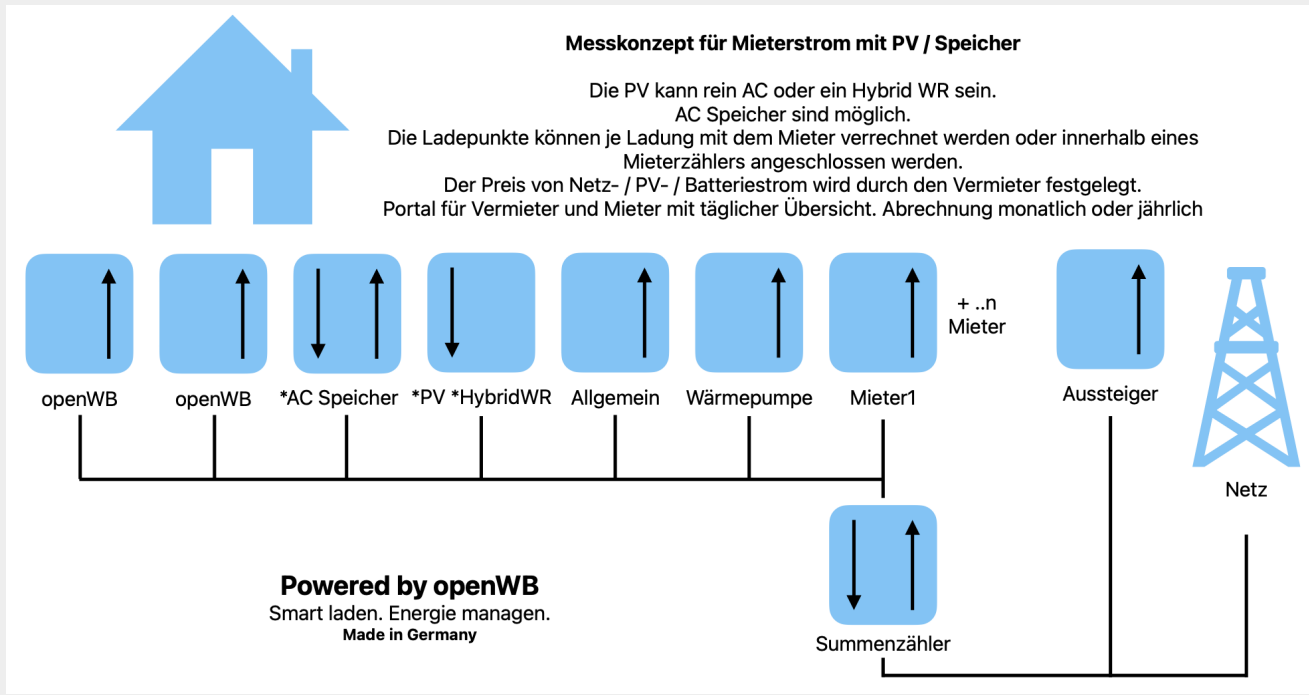 Messkonzept für Mieterstrom mit PV / Speicher
Die PV kann rein AC oder ein Hybrid WR sein.
AC Speicher sind möglich.
Die Ladepunkte können je Ladung mit dem Mieter verrechnet werden oder innerhalb eines
Mieterzählers angeschlossen werden.
Der Preis von Netz- / PV- / Batteriestrom wird durch den Vermieter festgelegt.
Portal für Vermieter und Mieter mit täglicher Übersicht. Abrechnung monatlich oder jährlich
openWB
openWB
*AC Speicher
*PV *HybridWR
Allgemein
Wärmepumpe
Mieter1
+ ..n
Mieter
Aussteiger
Netz
Summenzähler
Powered by openWB
Smart laden. Energie managen.
Made in Germany